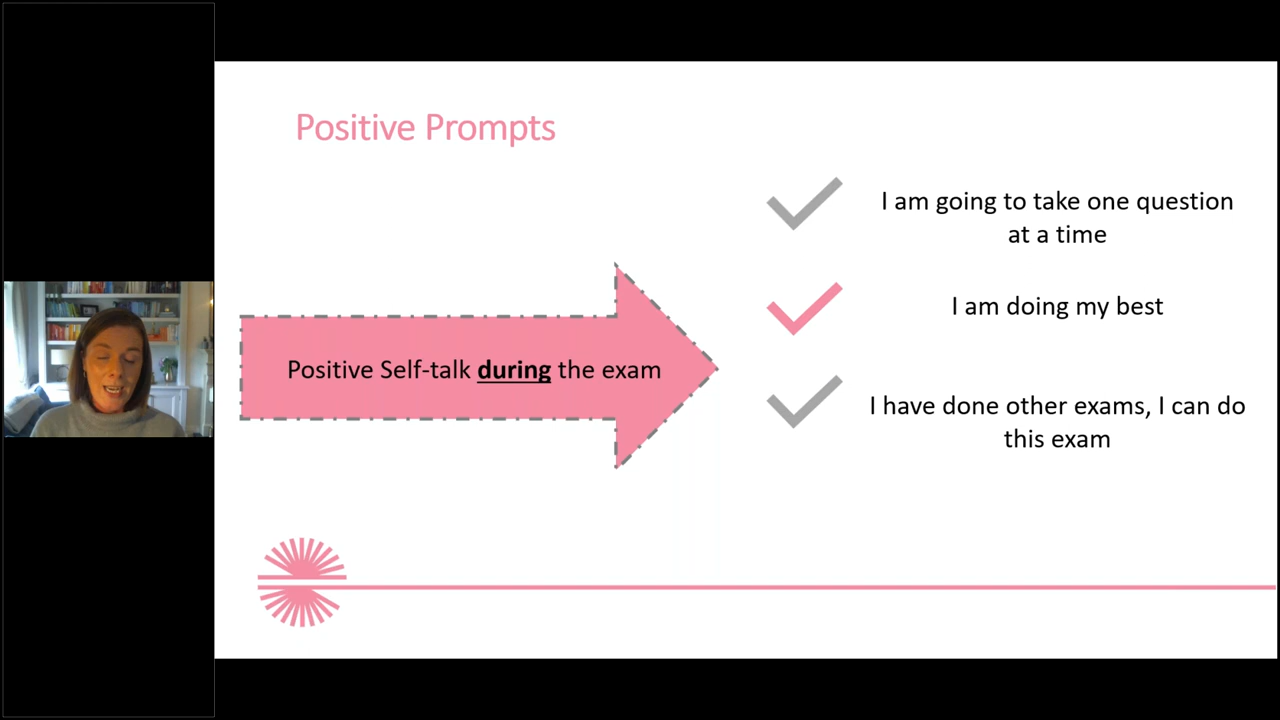 Positive Prompts
Positive Self-talk during the exam
I am going to take one question
at a time
I am doing my best
I have done other exams, I can do
this exam